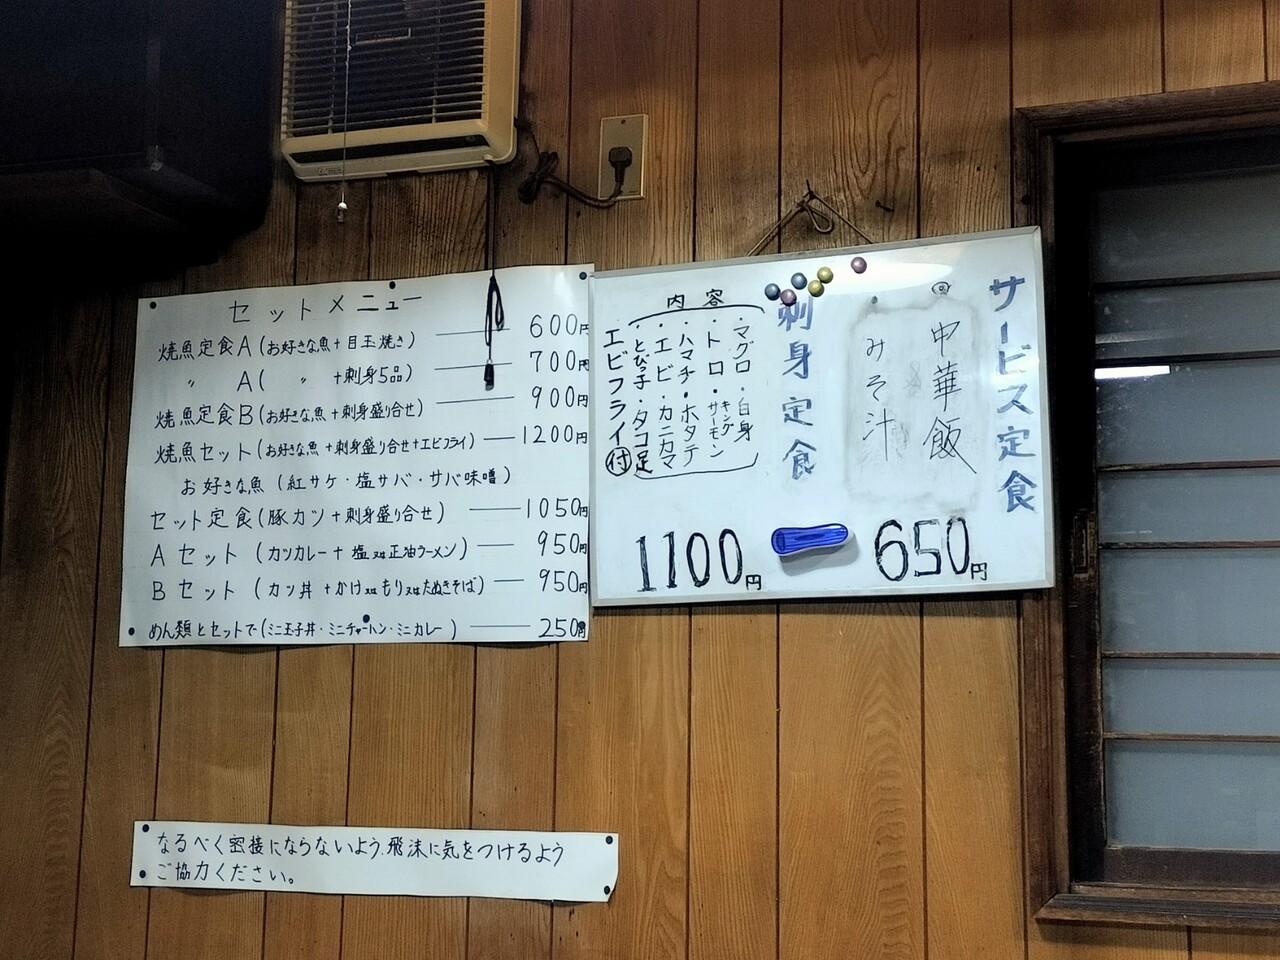 セットメニュー
焼魚定食A(お好きな魚+目玉焼き) 600円
〃 A(〃 +刺身5品) 700円
焼魚定食B(お好きな魚+刺身盛り合せ) 900円
焼魚セット(お好きな魚+刺身盛り合せ+エビフライ) 1200円
お好きな魚(紅サケ・塩サバ・サバ味噌)
セット定食(豚カツ+刺身盛り合せ) 1050円
Aセット(カツカレー+塩又は正油ラーメン) 950円
Bセット(カツ丼+かけ又はもり又はたぬきそば) 950円
めん類とセットで(ミニ玉子丼・ミニチャーハン・ミニカレー) 250円
サービス定食
中華飯
みそ汁
650円
刺身定食
内容
・マグロ・白身
・トロ・キングサーモン
・ハマチ・ホタテ
・エビ・カニカマ
・とびっ子・タコ足
エビフライ付
1100円
なるべく密接にならないよう、飛沫に気をつけるよう
ご協力ください。